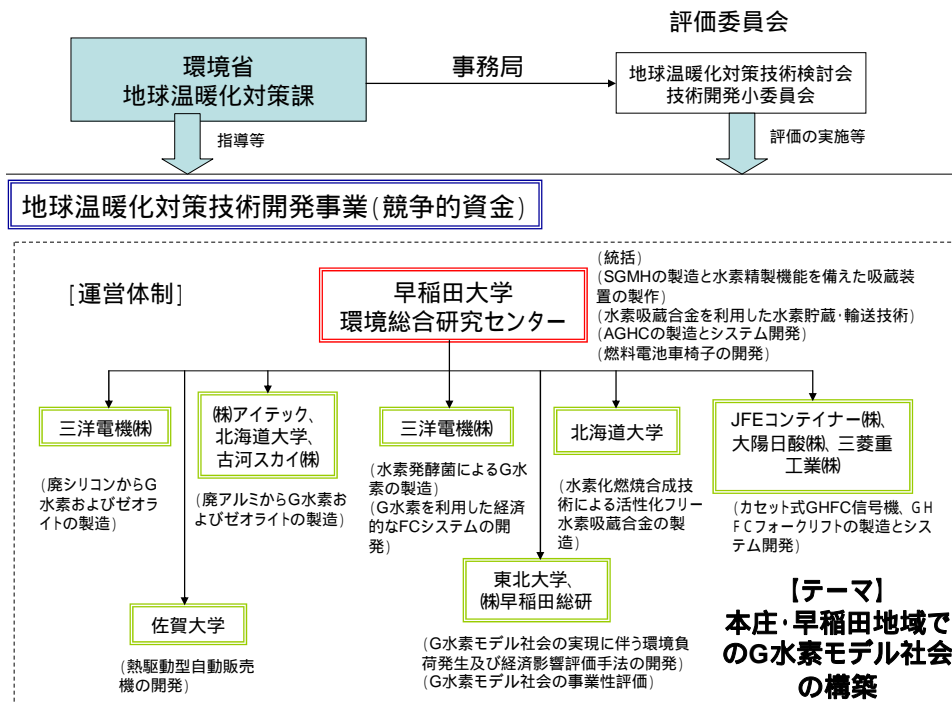 評価委員会
環境省
地球温暖化対策課
事務局
地球温暖化対策技術検討会
技術開発小委員会
指導等
評価の実施等
地球温暖化対策技術開発事業(競争的資金)
[運営体制]
早稲田大学
環境総合研究センター
(統括)
(SGMHの製造と水素精製機能を備えた吸蔵装
置の製作)
(水素吸蔵合金を利用した水素貯蔵・輸送技術)
(AGHCの製造とシステム開発)
(燃料電池車椅子の開発)
三洋電機㈱
(廃シリコンからG
水素およびゼオラ
イトの製造)
㈱アイテック、
北海道大学、
古河スカイ㈱
(廃アルミからG水素お
よびゼオライトの製造)
三洋電機㈱
(水素発酵菌によるG水
素の製造)
(G水素を利用した経済
的なFCシステムの開
発)
北海道大学
(水素化燃焼合成技
術による活性化フリー
水素吸蔵合金の製
造)
JFEコンテイナー㈱、
大陽日酸㈱、三菱重
工業㈱
(カセット式GHFC信号機、GH
FCフォークリフトの製造とシス
テム開発)
佐賀大学
(熱駆動型自動販売
機の開発)
東北大学、
㈱早稲田総研
(G水素モデル社会の実現に伴う環境負
荷発生及び経済影響評価手法の開発)
(G水素モデル社会の事業性評価)
【テーマ】
本庄・早稲田地域で
のG水素モデル社会
の構築